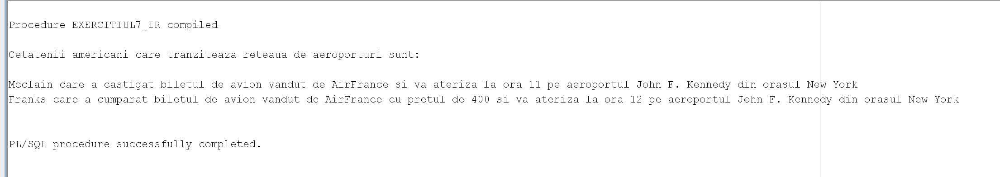 Procedure EXERCITIUL7_IR compiled
Cetatenii americani care tranziteaza reteaua de aeroporturi sunt:
Mcclain care a castigat biletul de avion vandut de AirFrance si va ateriza la ora 11 pe aeroportul John F. Kennedy din orasul New York
Franks care a cumparat biletul de avion vandut de AirFrance cu pretul de 400 si va ateriza la ora 12 pe aeroportul John F. Kennedy din orasul New York
PL/SQL procedure successfully completed.